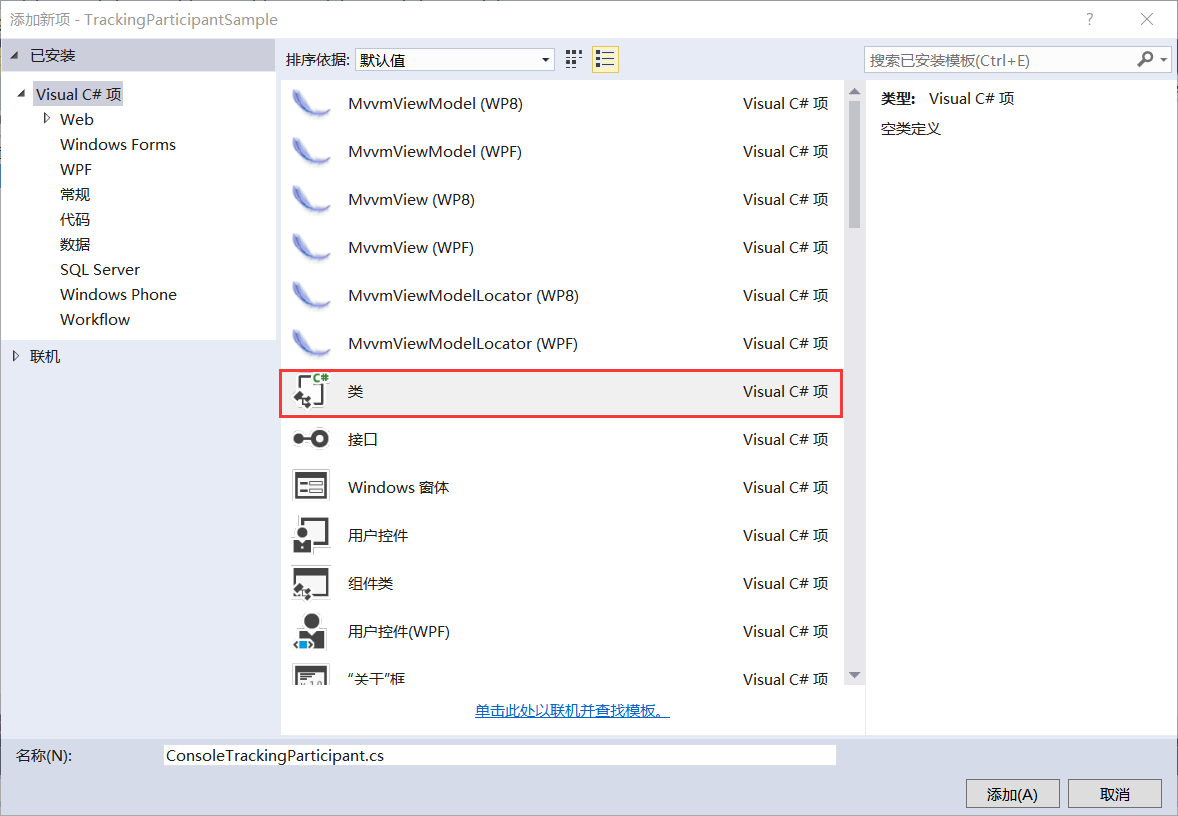 添加新项 - TrackingParticipantSample
?
已安装
排序依据: 默认值
搜索已安装模板(Ctrl+E)
Visual C# 项
Web
Windows Forms
WPF
常规
代码
数据
SQL Server
Windows Phone
Workflow
联机
MvvmViewModel (WP8) Visual C# 项
MvvmViewModel (WPF) Visual C# 项
MvvmView (WP8) Visual C# 项
MvvmView (WPF) Visual C# 项
MvvmViewModelLocator (WP8) Visual C# 项
MvvmViewModelLocator (WPF) Visual C# 项
C#
类 Visual C# 项
接口 Visual C# 项
Windows 窗体 Visual C# 项
用户控件 Visual C# 项
组件类 Visual C# 项
用户控件(WPF) Visual C# 项
“关于”框 Visual C# 项
单击此处以联机并查找模板。
类型: Visual C# 项
空类定义
名称(N): ConsoleTrackingParticipant.cs
添加(A) 取消